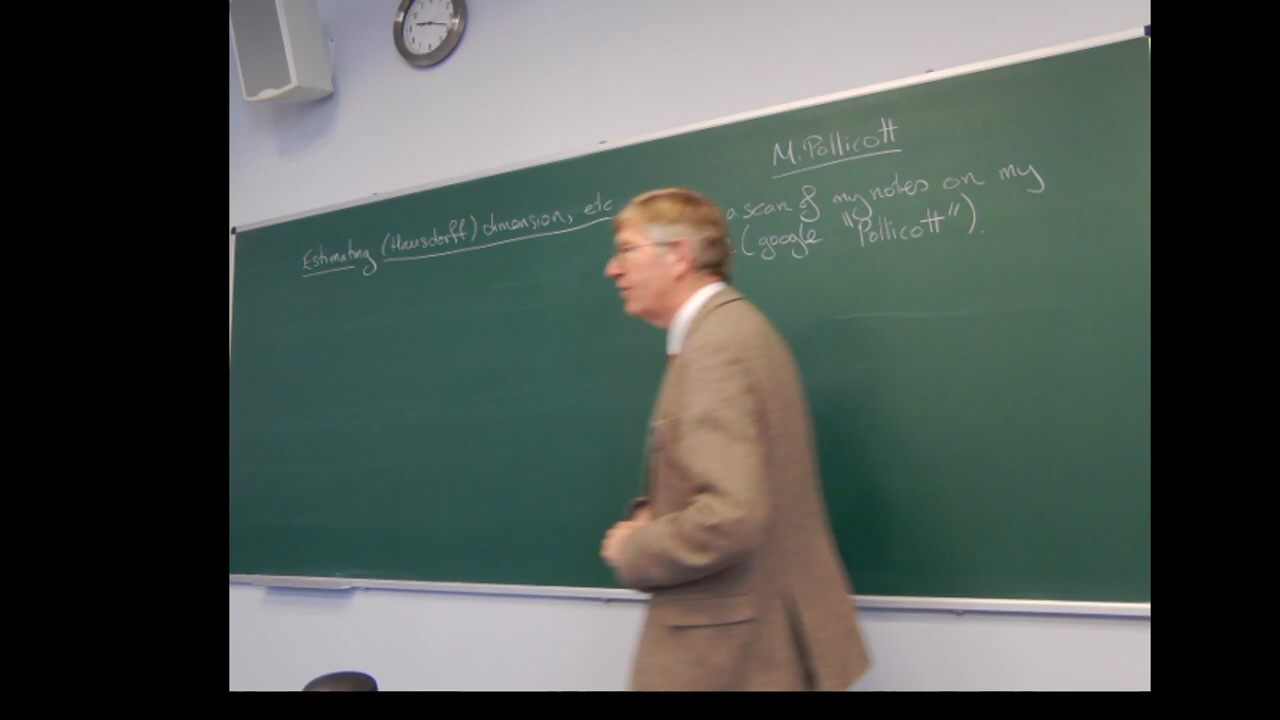 M. Pollicott
Estimating (Hausdorff) dimension, etc
a scan of my notes on my
(google "Pollicott").